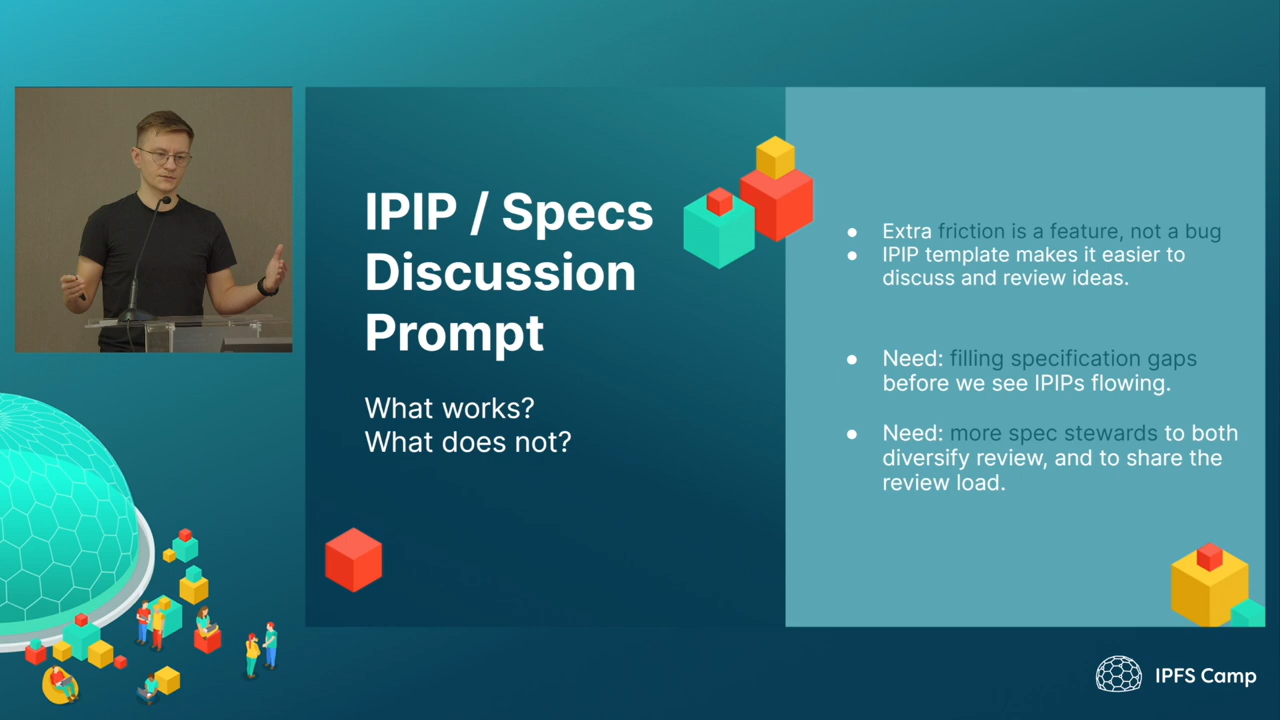 IPIP / Specs
Discussion
Prompt
What works?
What does not?
● Extra friction is a feature, not a bug
● IPIP template makes it easier to
discuss and review ideas.
● Need: filling specification gaps
before we see IPIPs flowing.
● Need: more spec stewards to both
diversify review, and to share the
review load.
IPFS Camp